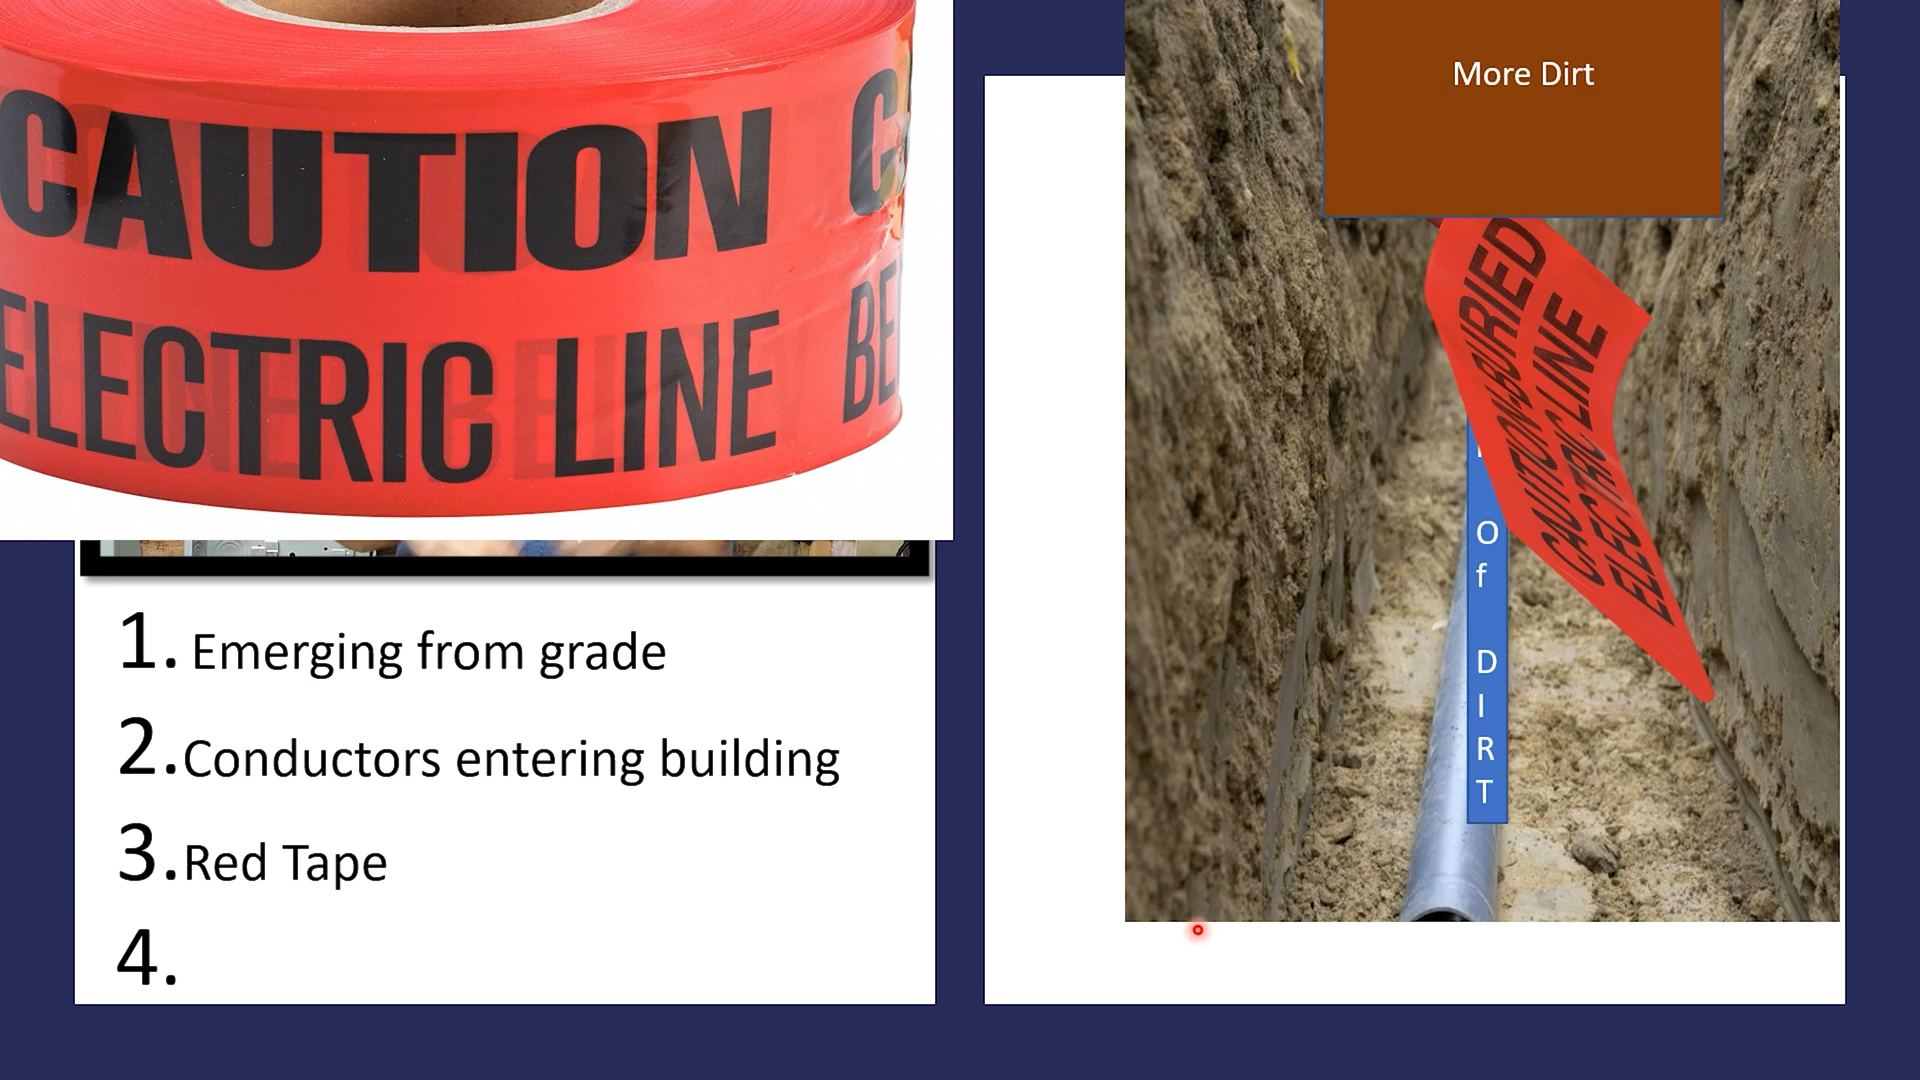 CAUTION
ELECTRIC LINE
1. Emerging from grade
2. Conductors entering building
3. Red Tape
4.
More Dirt
CAUTION-BURIED
ELECTRIC LINE
Of
DIRT